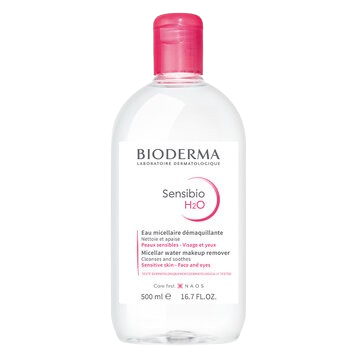 BIODERMA
LABORATOIRE DERMATOLOGIQUE
Sensibio
H2O
Eau micellaire démaquillante
Nettoie et apaise
Peaux sensibles - Visage et yeux
Micellar water makeup remover
Cleanses and soothes
Sensitive skin - Face and eyes
Care first. NAOS
500 ml e 16.7 FL.OZ.